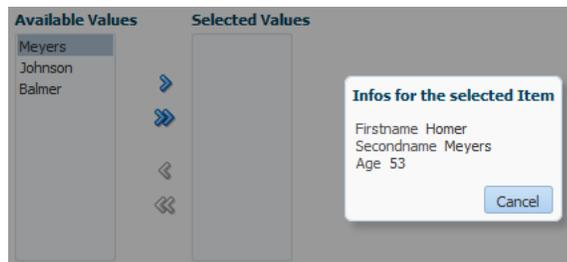 Available Values
Selected Values
Meyers
Johnson
Balmer
Infos for the selected Item
Firstname Homer
Secondname Meyers
Age 53
Cancel